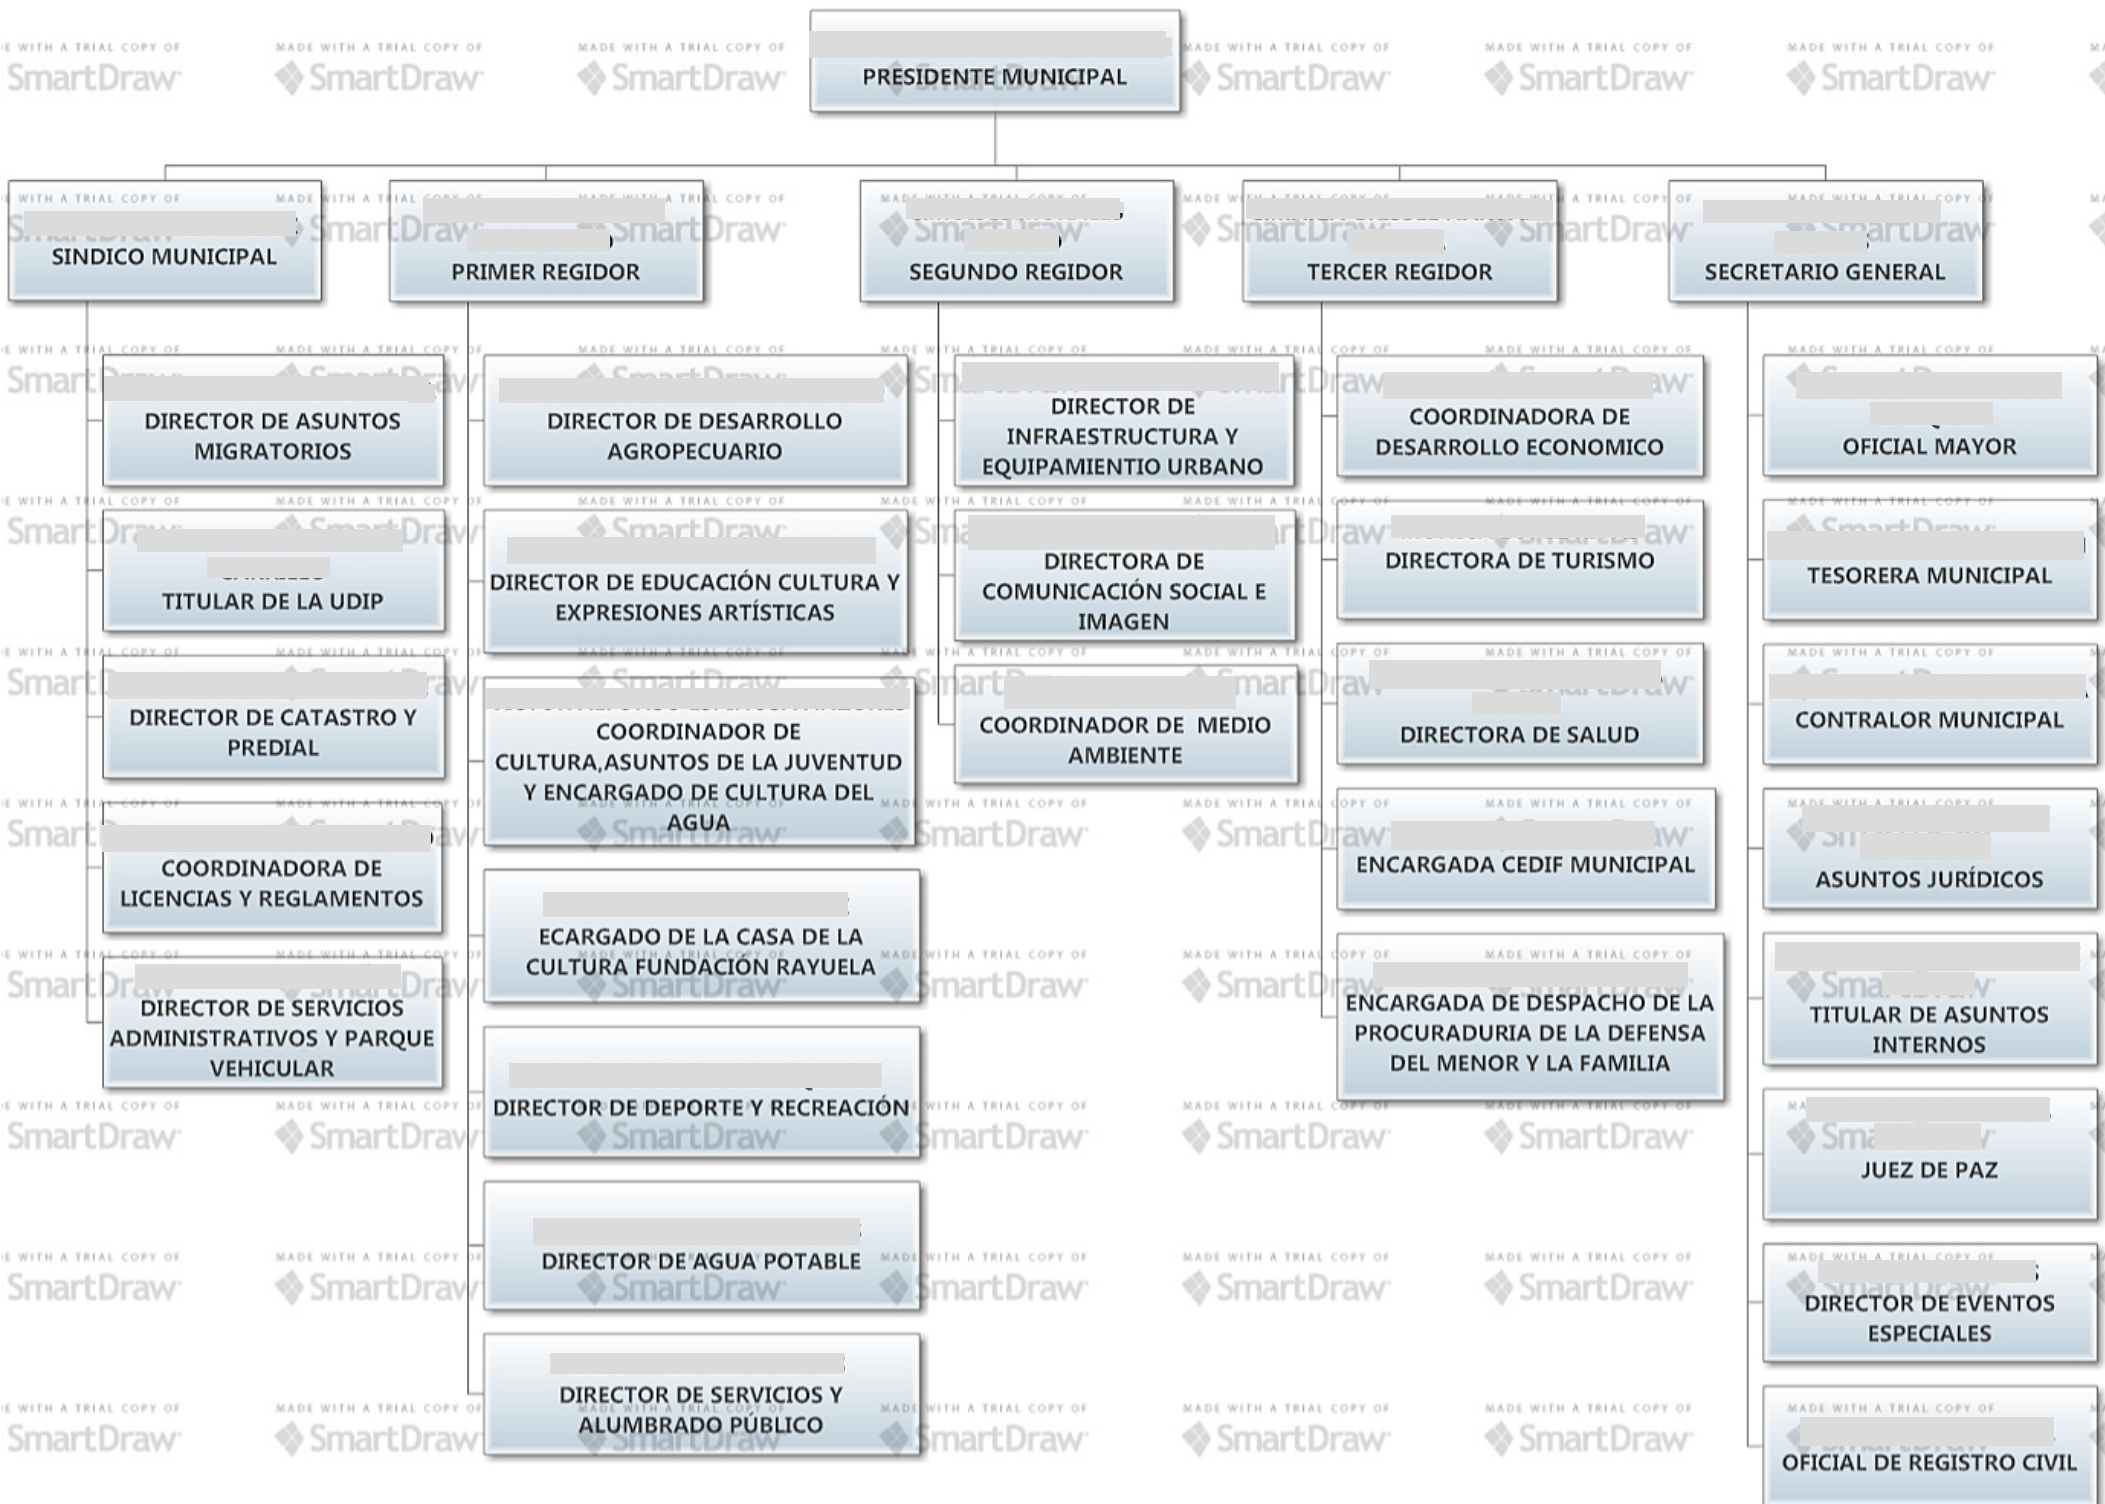 PRESIDENTE MUNICIPAL
SINDICO MUNICIPAL
DIRECTOR DE ASUNTOS
MIGRATORIOS
TITULAR DE LA UDIP
DIRECTOR DE CATASTRO Y
PREDIAL
COORDINADORA DE
LICENCIAS Y REGLAMENTOS
DIRECTOR DE SERVICIOS
ADMINISTRATIVOS Y PARQUE
VEHICULAR
PRIMER REGIDOR
DIRECTOR DE DESARROLLO
AGROPECUARIO
DIRECTOR DE EDUCACIÓN CULTURA Y
EXPRESIONES ARTÍSTICAS
COORDINADOR DE
CULTURA,ASUNTOS DE LA JUVENTUD
Y ENCARGADO DE CULTURA DEL
AGUA
ECARGADO DE LA CASA DE LA
CULTURA FUNDACIÓN RAYUELA
DIRECTOR DE DEPORTE Y RECREACIÓN
DIRECTOR DE AGUA POTABLE
DIRECTOR DE SERVICIOS Y
ALUMBRADO PÚBLICO
SEGUNDO REGIDOR
DIRECTOR DE
INFRAESTRUCTURA Y
EQUIPAMIENTIO URBANO
DIRECTORA DE
COMUNICACIÓN SOCIAL E
IMAGEN
COORDINADOR DE MEDIO
AMBIENTE
TERCER REGIDOR
COORDINADORA DE
DESARROLLO ECONOMICO
DIRECTORA DE TURISMO
DIRECTORA DE SALUD
ENCARGADA CEDIF MUNICIPAL
ENCARGADA DE DESPACHO DE LA
PROCURADURIA DE LA DEFENSA
DEL MENOR Y LA FAMILIA
SECRETARIO GENERAL
OFICIAL MAYOR
TESORERA MUNICIPAL
CONTRALOR MUNICIPAL
ASUNTOS JURÍDICOS
TITULAR DE ASUNTOS
INTERNOS
JUEZ DE PAZ
DIRECTOR DE EVENTOS
ESPECIALES
OFICIAL DE REGISTRO CIVIL
MADE WITH A TRIAL COPY OF
SmartDraw